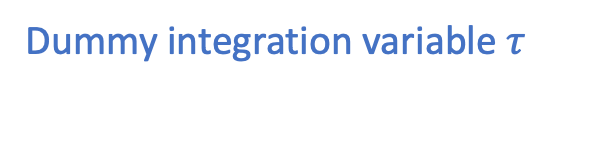 Dummy integration variable 𝜏